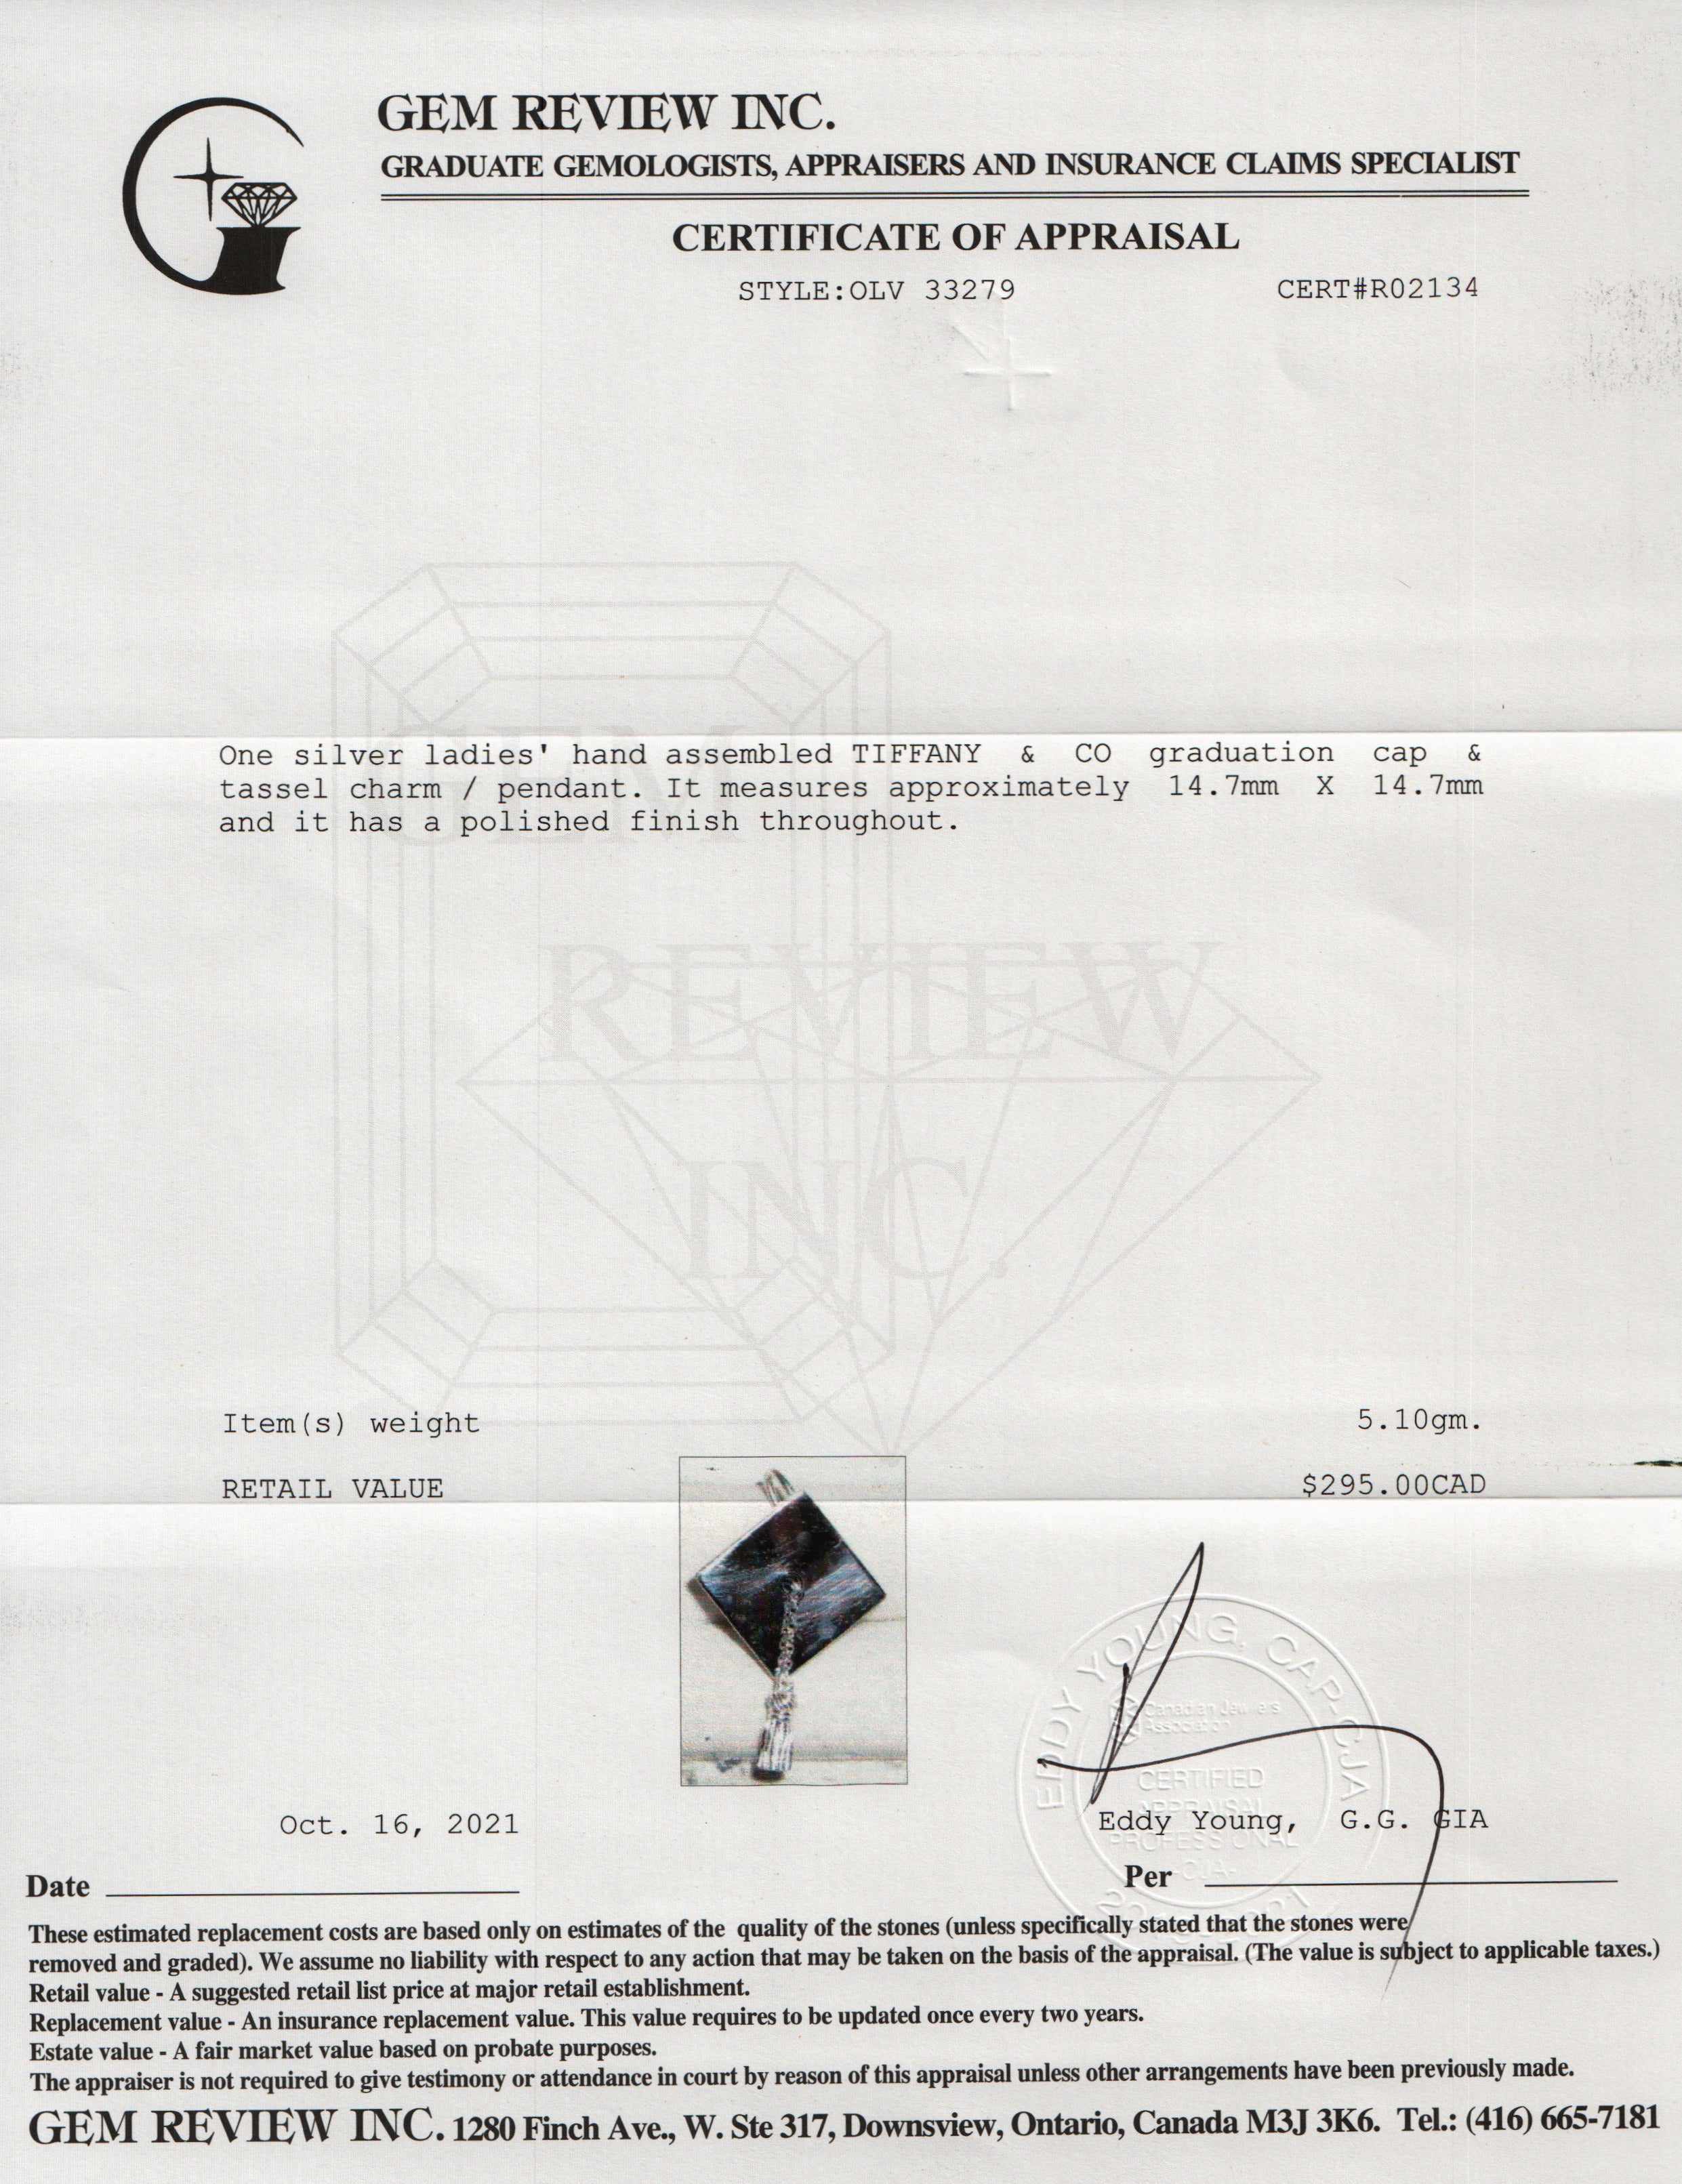 GEM REVIEW INC.
GRADUATE GEMOLOGISTS, APPRAISERS AND INSURANCE CLAIMS SPECIALIST
CERTIFICATE OF APPRAISAL
STYLE:OLV 33279 CERT#R02134
One silver ladies' hand assembled TIFFANY & CO graduation cap &
tassel charm / pendant. It measures approximately 14.7mm X 14.7mm
and it has a polished finish throughout.
GEM
REVIEW
INC.
Item(s) weight 5.10gm.
RETAIL VALUE $295.00CAD
EDDY YOUNG, CAP-CJA
Canadian Jewellers
Association
CERTIFIED
APPRAISAL
PROFESSIONAL
-CJA-
Oct. 16, 2021 Eddy Young, G.G. GIA
Date Per
These estimated replacement costs are based only on estimates of the quality of the stones (unless specifically stated that the stones were
removed and graded). We assume no liability with respect to any action that may be taken on the basis of the appraisal. (The value is subject to applicable taxes.)
Retail value - A suggested retail list price at major retail establishment.
Replacement value - An insurance replacement value. This value requires to be updated once every two years.
Estate value - A fair market value based on probate purposes.
The appraiser is not required to give testimony or attendance in court by reason of this appraisal unless other arrangements have been previously made.
GEM REVIEW INC. 1280 Finch Ave., W. Ste 317, Downsview, Ontario, Canada M3J 3K6. Tel.: (416) 665-7181